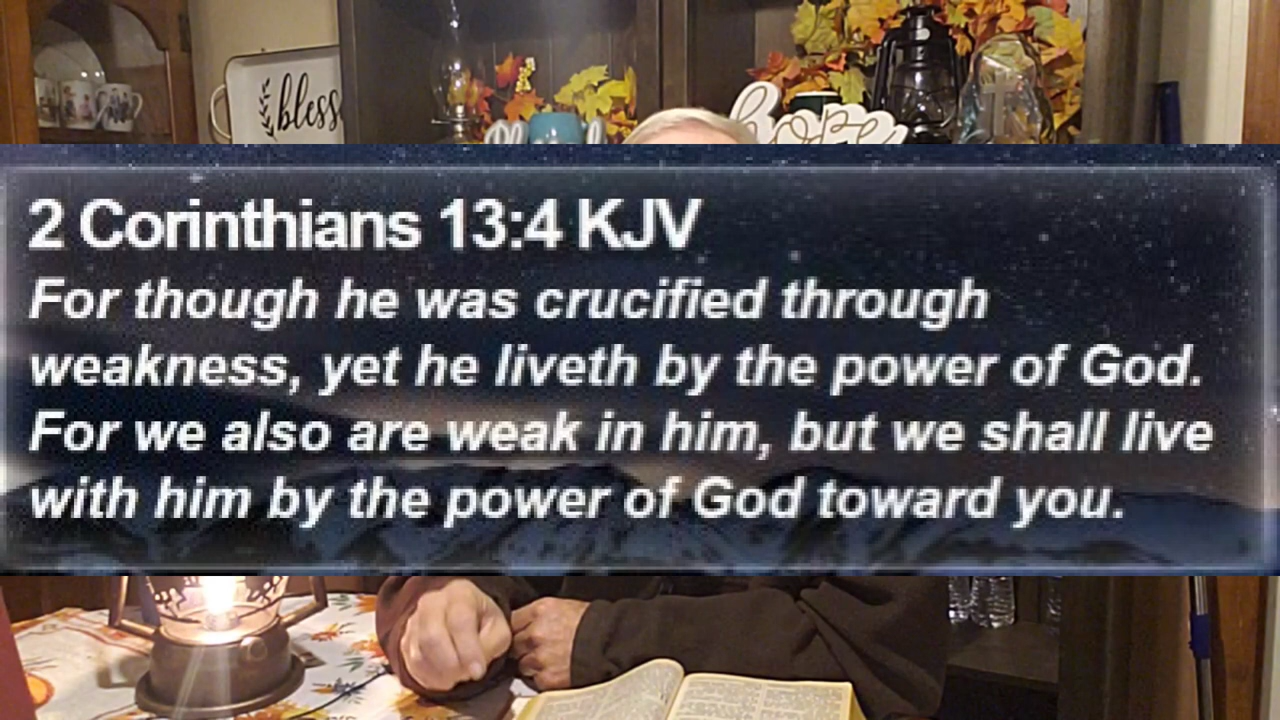 bless
hope
2 Corinthians 13:4 KJV
For though he was crucified through
weakness, yet he liveth by the power of God.
For we also are weak in him, but we shall live
with him by the power of God toward you.